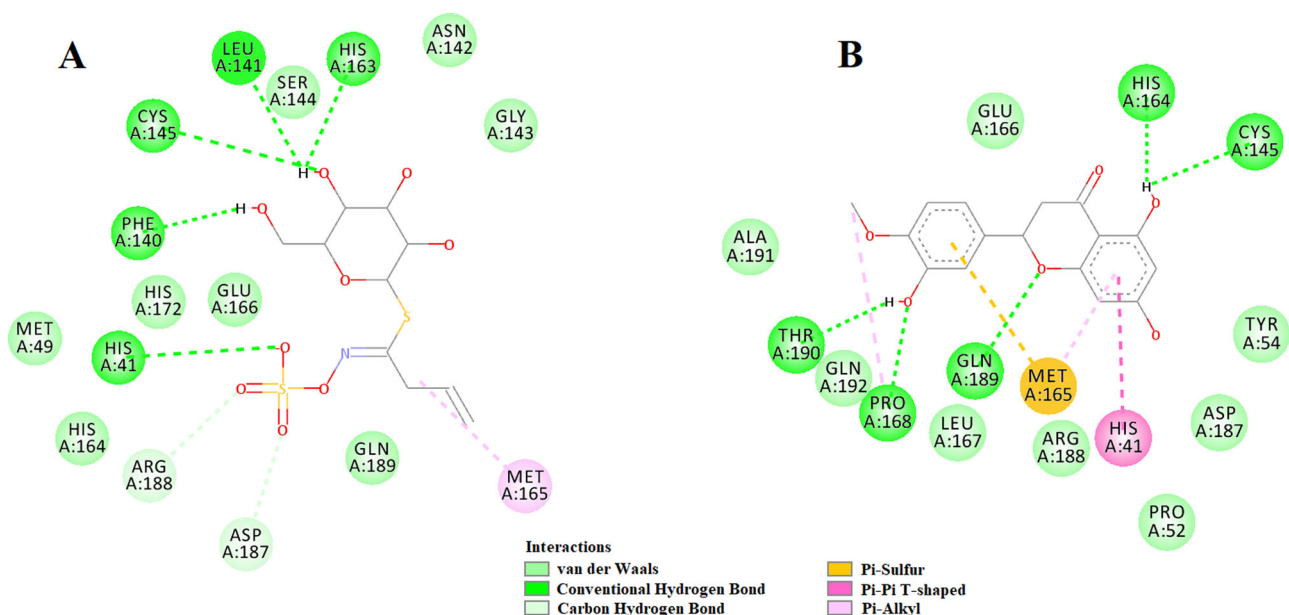 A
LEU
A:141
HIS
A:163
ASN
A:142
SER
A:144
CYS
A:145
GLY
A:143
H
O
O
PHE
A:140
H
O
O
O
HIS
A:172
GLU
A:166
S
MET
A:49
HIS
A:41
O
N
O
S
O
O
HIS
A:164
ARG
A:188
GLN
A:189
MET
A:165
ASP
A:187
B
HIS
A:164
GLU
A:166
CYS
A:145
O
H
O
ALA
A:191
O
O
H
O
O
THR
A:190
GLN
A:192
PRO
A:168
GLN
A:189
LEU
A:167
MET
A:165
ARG
A:188
HIS
A:41
TYR
A:54
ASP
A:187
PRO
A:52
Interactions
van der Waals
Conventional Hydrogen Bond
Carbon Hydrogen Bond
Pi-Sulfur
Pi-Pi T-shaped
Pi-Alkyl